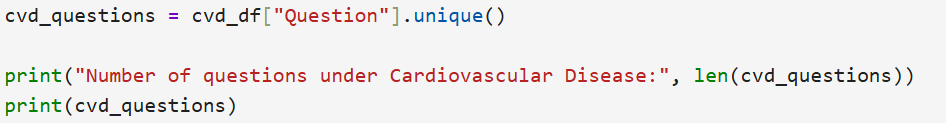 cvd_questions = cvd_df["Question"].unique()
print("Number of questions under Cardiovascular Disease:", len(cvd_questions))
print(cvd_questions)